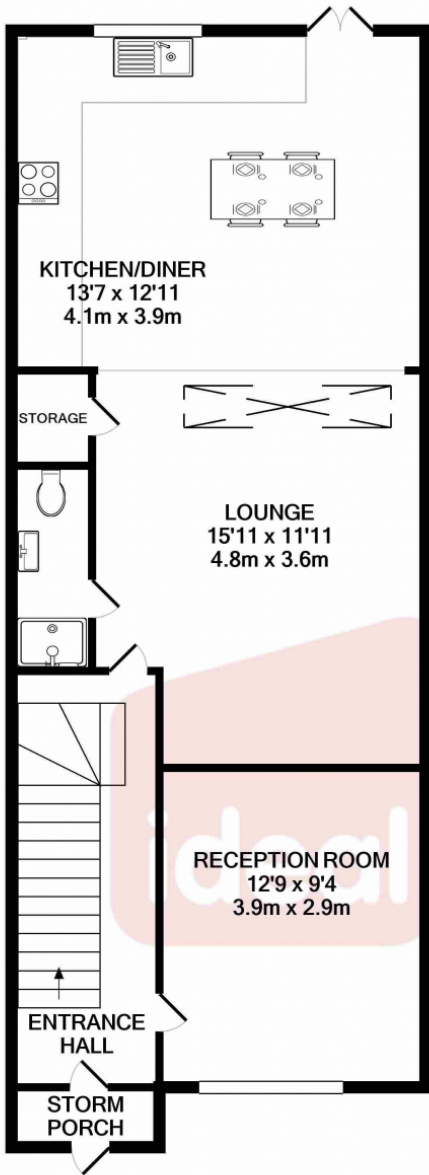 KITCHEN/DINER
13'7 x 12'11
4.1m x 3.9m
STORAGE
LOUNGE
15'11 x 11'11
4.8m x 3.6m
RECEPTION ROOM
12'9 x 9'4
3.9m x 2.9m
ideal
ENTRANCE
HALL
STORM
PORCH